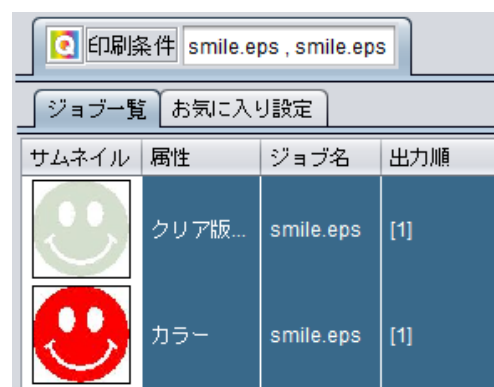 印刷条件 smile.eps , smile.eps
ジョブ一覧 お気に入り設定
サムネイル 属性 ジョブ名 出力順
クリア版... smile.eps [1]
カラー smile.eps [1]